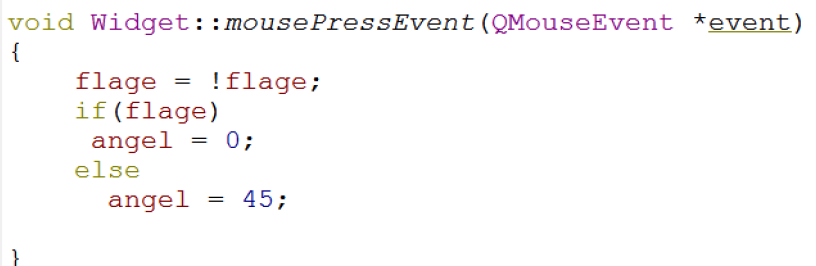 void Widget::mousePressEvent(QMouseEvent *event)
{
    flage = !flage;
    if(flage)
     angel = 0;
    else
      angel = 45;

}